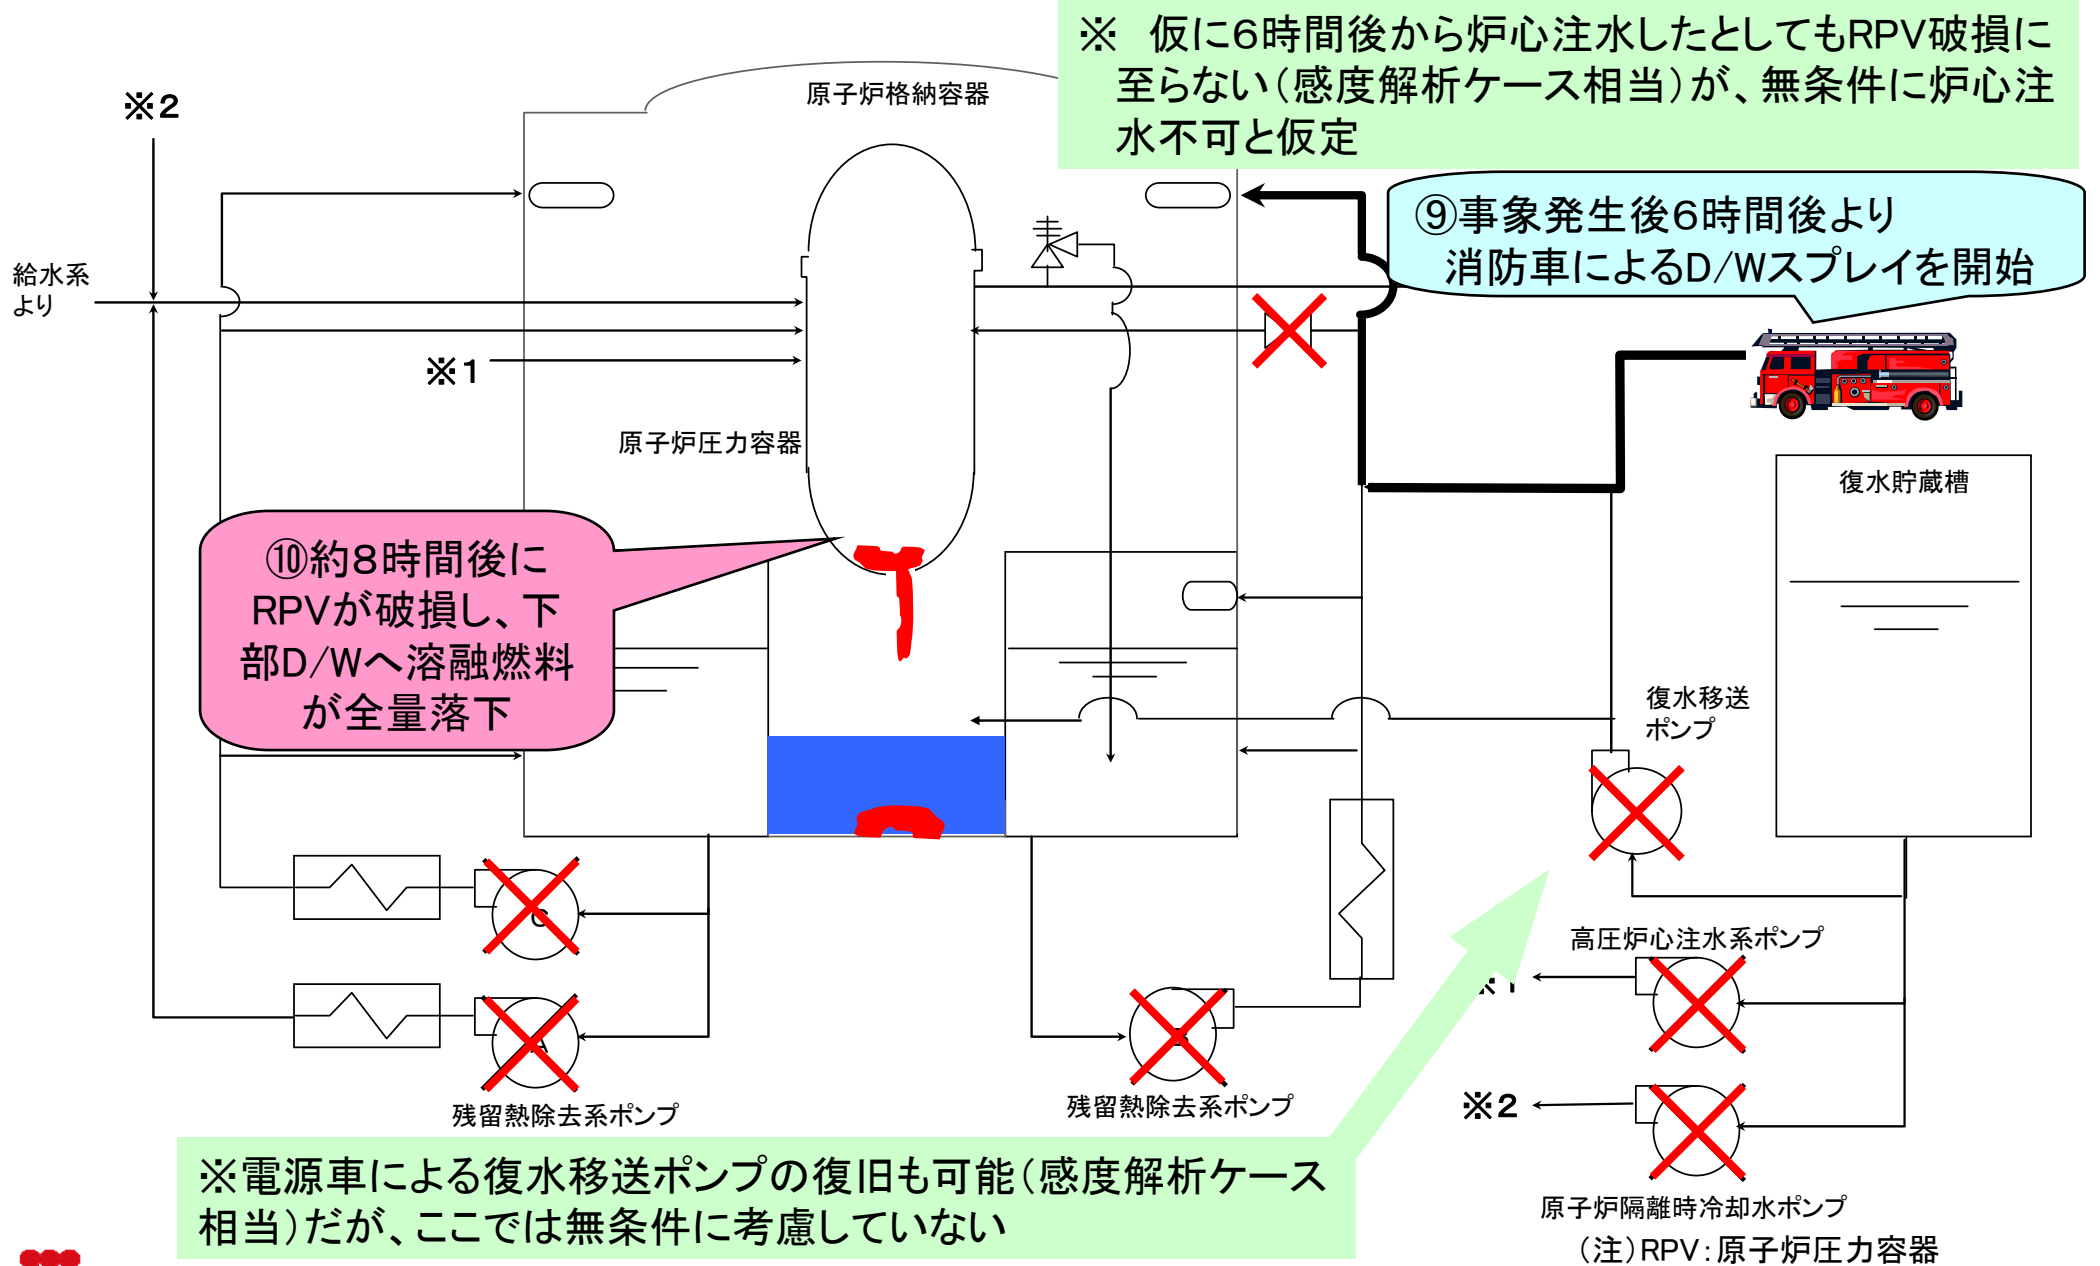 ※　仮に６時間後から炉心注水したとしてもRPV破損に
至らない（感度解析ケース相当）が、無条件に炉心注
水不可と仮定
原子炉格納容器
※２
⑨事象発生後６時間後より
消防車によるD/Wスプレイを開始
給水系
より
※１
原子炉圧力容器
復水貯蔵槽
⑩約８時間後に
RPVが破損し、下
部D/Wへ溶融燃料
が全量落下
復水移送
ポンプ
C
高圧炉心注水系ポンプ
※１
A
B
残留熱除去系ポンプ
残留熱除去系ポンプ
※２
※電源車による復水移送ポンプの復旧も可能（感度解析ケース
相当）だが、ここでは無条件に考慮していない
原子炉隔離時冷却水ポンプ
（注）RPV：原子炉圧力容器